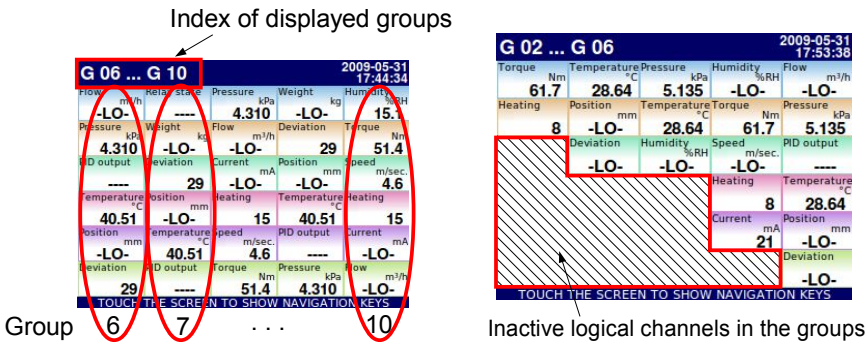 Index of displayed groups
G 06 ... G 10
2009-05-31
17:44:34
Flow Relay state Pressure Weight Humidity
m³/h kPa kg %RH
-LO- 4.310 -LO- 15.1
Pressure Weight Flow Deviation Torque
kPa kg m³/h Nm
4.310 -LO- -LO- 29 51.4
PID output Deviation Current Position Speed
mA mm m/sec.
---- 29 -LO- -LO- 4.6
Temperature Position Heating Temperature Heating
°C mm °C
40.51 -LO- 15 40.51 15
Position Temperature Speed PID output Current
mm °C m/sec. mA
-LO- 40.51 4.6 ---- -LO-
Deviation PID output Torque Pressure Flow
Nm kPa m³/h
29 ---- 51.4 4.310 -LO-
TOUCH THE SCREEN TO SHOW NAVIGATION KEYS
Group 6 7 . . . 10
G 02 ... G 06
2009-05-31
17:53:38
Torque Temperature Pressure Humidity Flow
Nm °C kPa %RH m³/h
61.7 28.64 5.135 -LO- -LO-
Heating Position Temperature Torque Pressure
mm °C Nm kPa
8 -LO- 28.64 61.7 5.135
Deviation Humidity Speed PID output
%RH m/sec.
-LO- -LO- -LO- ----
Heating Temperature
°C
8 28.64
Current Position
mA mm
21 -LO-
Deviation
-LO-
TOUCH THE SCREEN TO SHOW NAVIGATION KEYS
Inactive logical channels in the groups